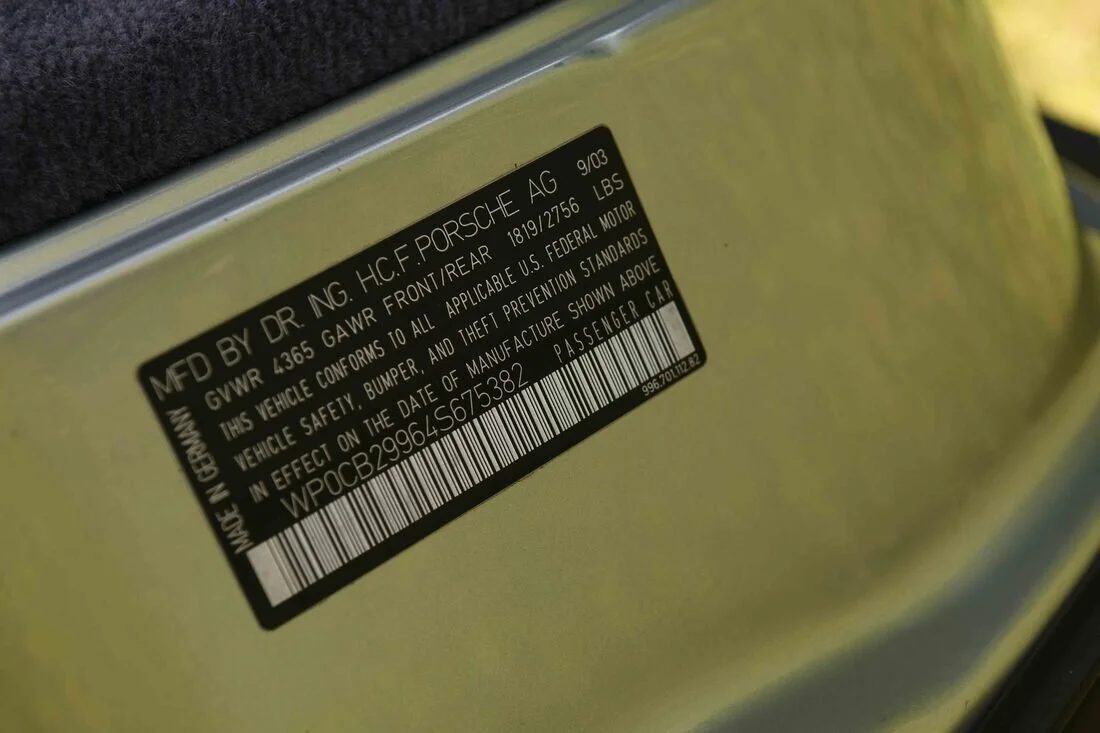 MFD BY DR. ING. H.C.F. PORSCHE AG 9/03
GVWR 4365 GAWR FRONT/REAR 1819/2756 LBS
THIS VEHICLE CONFORMS TO ALL APPLICABLE U.S. FEDERAL MOTOR
VEHICLE SAFETY, BUMPER, AND THEFT PREVENTION STANDARDS
IN EFFECT ON THE DATE OF MANUFACTURE SHOWN ABOVE
WP0CB29964S675382 PASSENGER CAR
MADE IN GERMANY
996.701.112.82